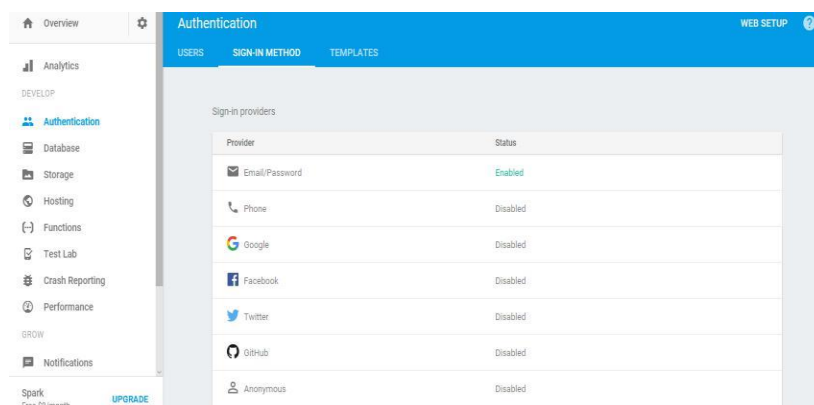 Overview
Analytics
DEVELOP
Authentication
Database
Storage
Hosting
Functions
Test Lab
Crash Reporting
Performance
GROW
Notifications
Spark
UPGRADE
Authentication
WEB SETUP
USERS SIGN-IN METHOD TEMPLATES
Sign-in providers
Provider Status
Email/Password Enabled
Phone Disabled
Google Disabled
Facebook Disabled
Twitter Disabled
GitHub Disabled
Anonymous Disabled